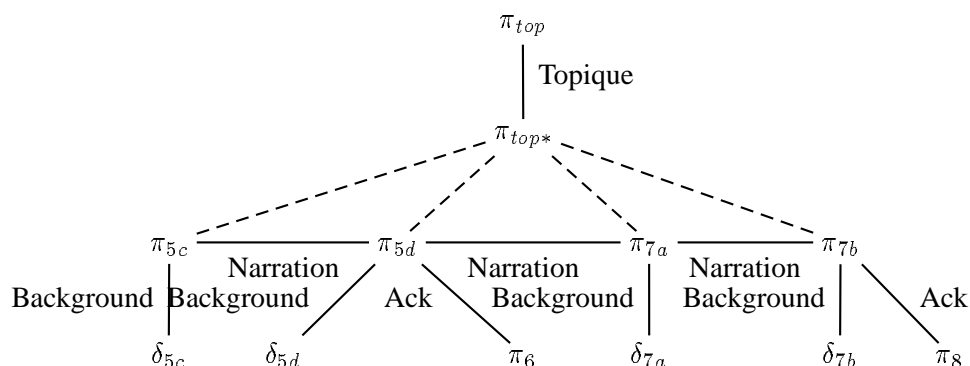 π_top
Topique
π_top*
π_5c π_5d π_7a π_7b
Narration Narration Narration
Background Background Ack Background Background Ack
δ_5c δ_5d π_6 δ_7a δ_7b π_8